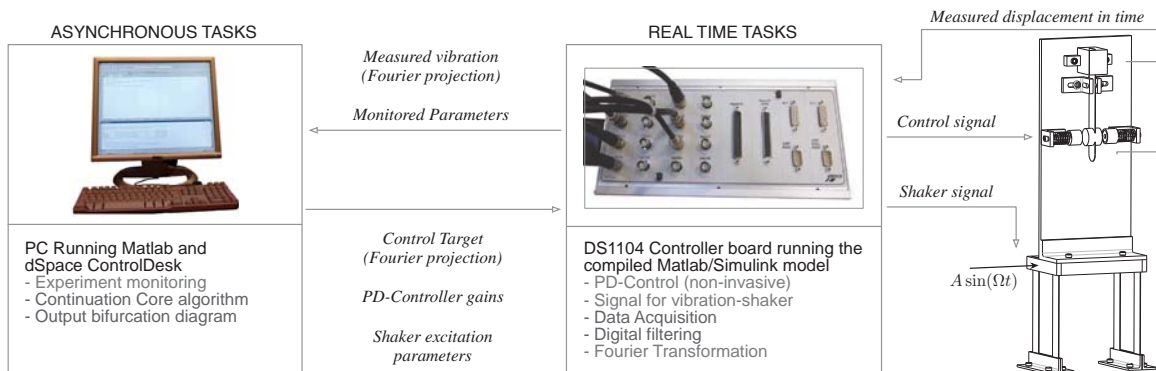 ASYNCHRONOUS TASKS
PC Running Matlab and
dSpace ControlDesk
- Experiment monitoring
- Continuation Core algorithm
- Output bifurcation diagram
Measured vibration
(Fourier projection)
Monitored Parameters
Control Target
(Fourier projection)
PD-Controller gains
Shaker excitation
parameters
REAL TIME TASKS
DS1104 Controller board running the
compiled Matlab/Simulink model
- PD-Control (non-invasive)
- Signal for vibration-shaker
- Data Acquisition
- Digital filtering
- Fourier Transformation
Measured displacement in time
Control signal
Shaker signal
A sin(Ωt)